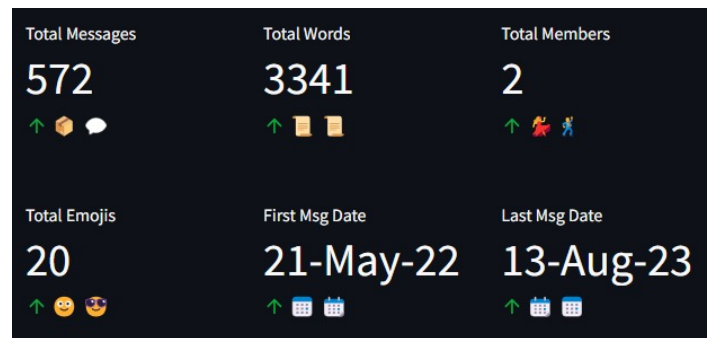 Total Messages Total Words Total Members
572 3341 2
↑ 📦 💬 ↑ 📜 📜 ↑ 💃 🕺
Total Emojis First Msg Date Last Msg Date
20 21-May-22 13-Aug-23
↑ 🙂 😎 ↑ 📅 📆 ↑ 📆 📅